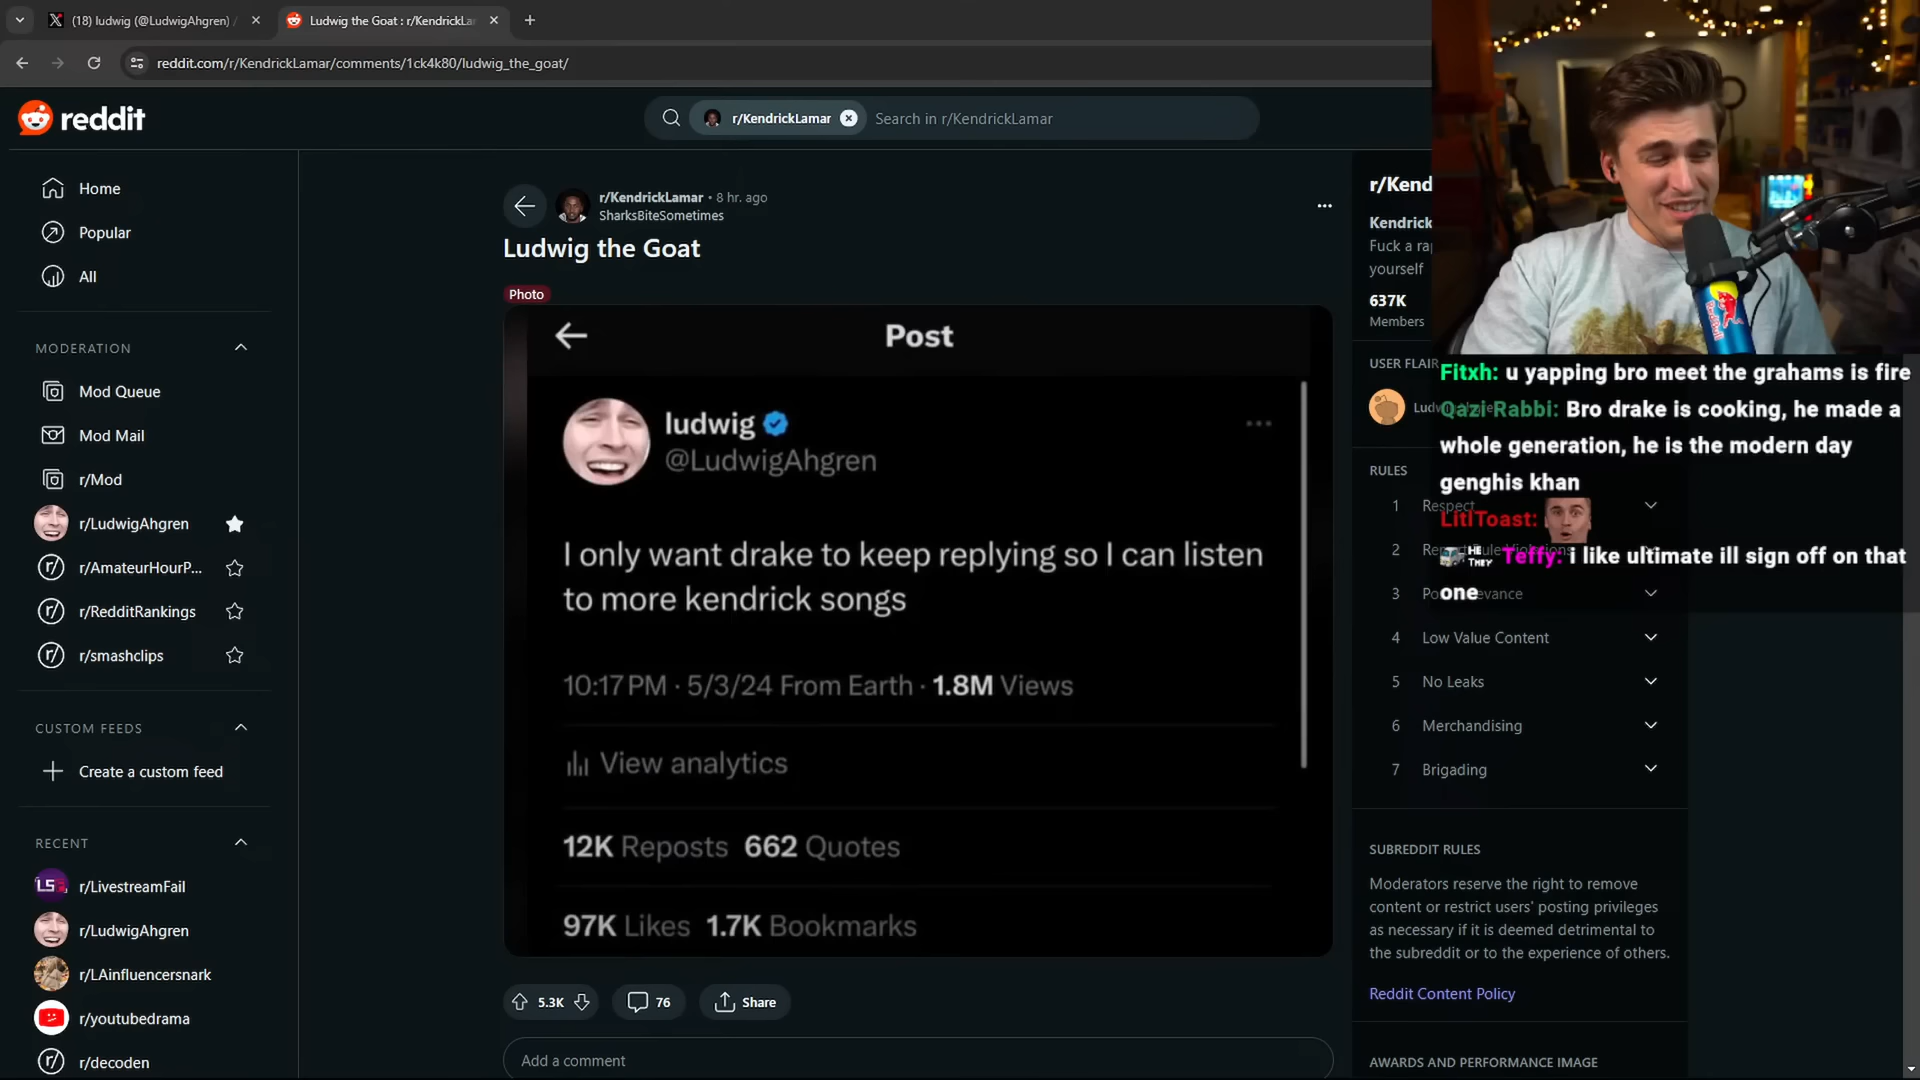 (18) ludwig (@LudwigAhgren) /
Ludwig the Goat : r/KendrickLa
reddit.com/r/KendrickLamar/comments/1ck4k80/ludwig_the_goat/
reddit
r/KendrickLamar
Search in r/KendrickLamar
Home
Popular
All
MODERATION
Mod Queue
Mod Mail
r/Mod
r/LudwigAhgren
r/AmateurHourP...
r/RedditRankings
r/smashclips
CUSTOM FEEDS
Create a custom feed
RECENT
LSF
r/LivestreamFail
r/LudwigAhgren
r/LAinfluencersnark
r/youtubedrama
r/decoden
r/KendrickLamar • 8 hr. ago
SharksBiteSometimes
Ludwig the Goat
Photo
Post
ludwig
@LudwigAhgren
I only want drake to keep replying so I can listen
to more kendrick songs
10:17 PM · 5/3/24 From Earth · 1.8M Views
View analytics
12K Reposts 662 Quotes
97K Likes 1.7K Bookmarks
5.3K
76
Share
Add a comment
r/Kend
Kendrick
Fuck a ra
yourself
637K
Members
USER FLAIR
RULES
1 Respect
2
3
4 Low Value Content
5 No Leaks
6 Merchandising
7 Brigading
SUBREDDIT RULES
Moderators reserve the right to remove
content or restrict users' posting privileges
as necessary if it is deemed detrimental to
the subreddit or to the experience of others.
Reddit Content Policy
AWARDS AND PERFORMANCE IMAGE
Red Bull
Fitxh: u yapping bro meet the grahams is fire
Qazi Rabbi: Bro drake is cooking, he made a
whole generation, he is the modern day
genghis khan
LitlToast:
HE THEY Teffy: i like ultimate ill sign off on that
one